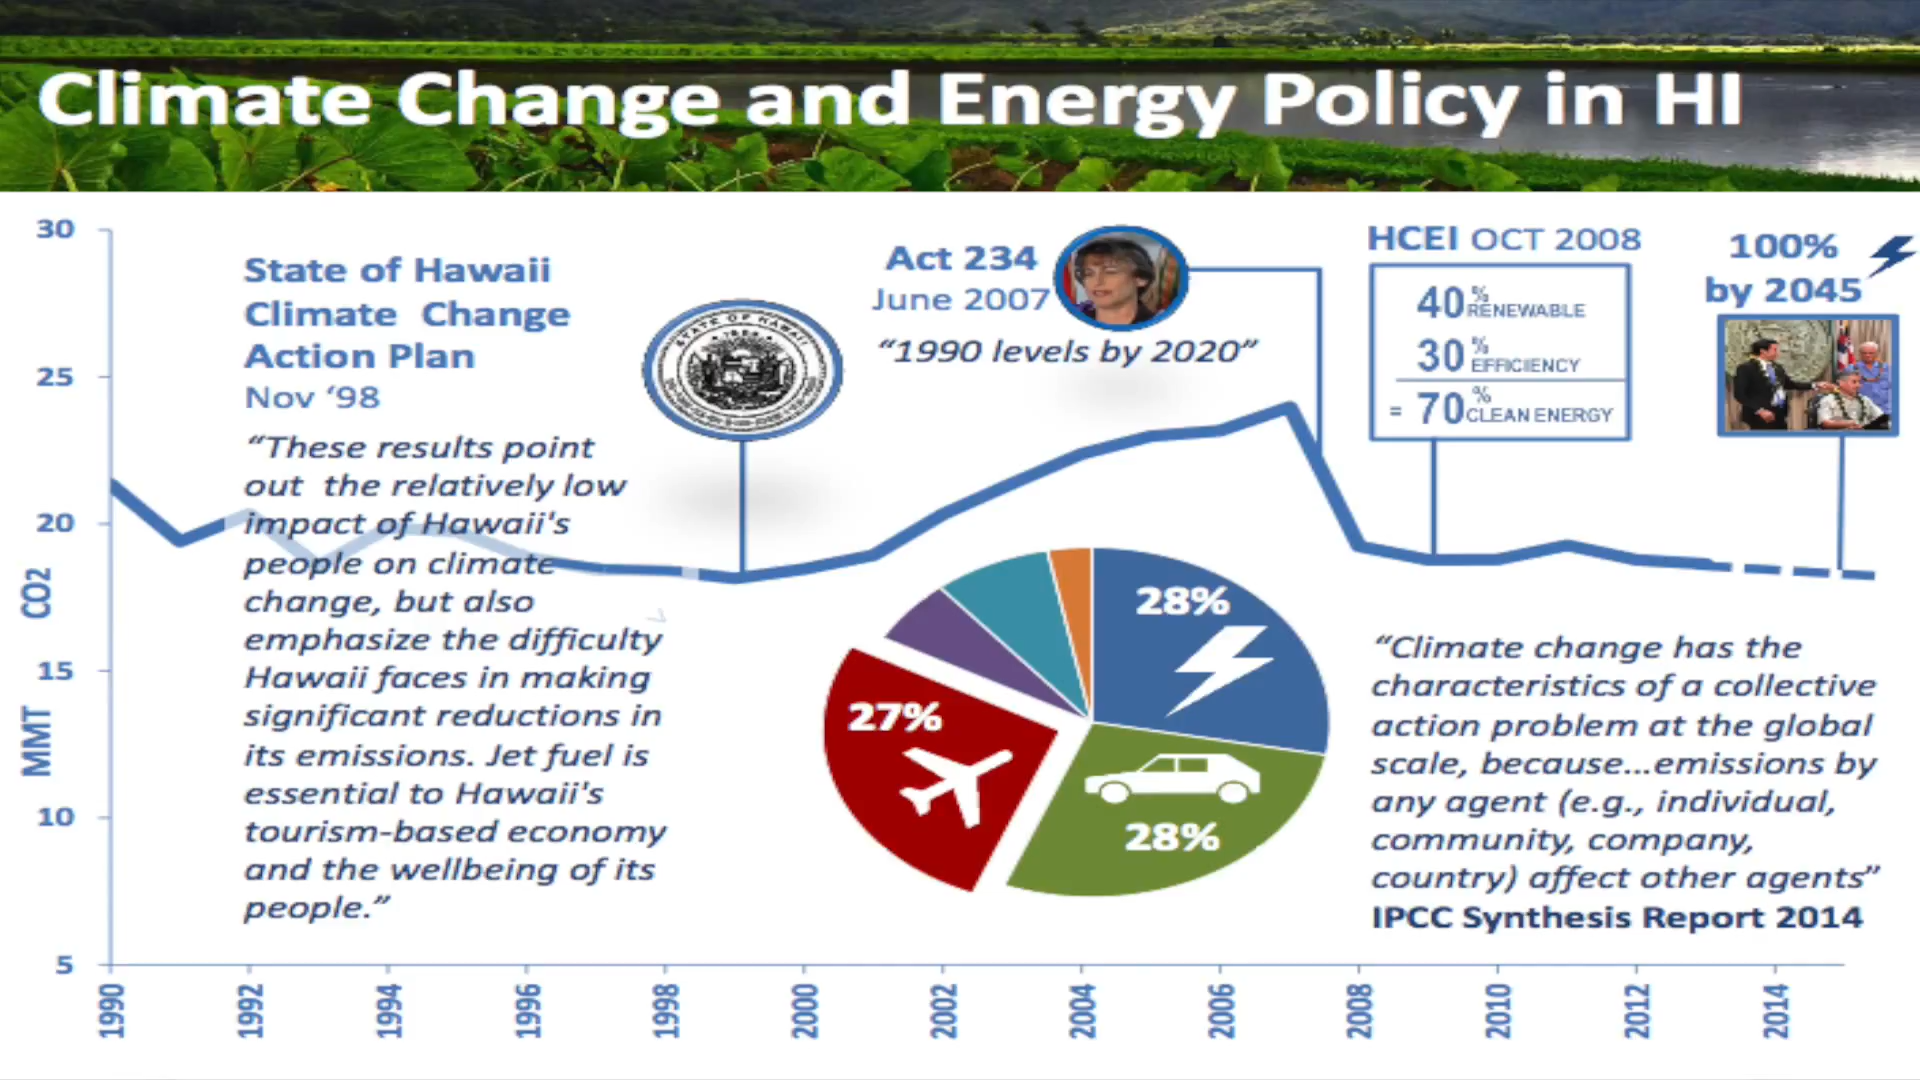 Climate Change and Energy Policy in HI
30
25
20
15
10
5
MMT CO2
State of Hawaii
Climate Change
Action Plan
Nov ‘98
“These results point
out the relatively low
impact of Hawaii's
people on climate
change, but also
emphasize the difficulty
Hawaii faces in making
significant reductions in
its emissions. Jet fuel is
essential to Hawaii's
tourism-based economy
and the wellbeing of its
people.”
STATE OF HAWAII
Act 234
June 2007
“1990 levels by 2020”
HCEI OCT 2008
40% RENEWABLE
30% EFFICIENCY
= 70% CLEAN ENERGY
100%
by 2045
28%
27%
28%
“Climate change has the
characteristics of a collective
action problem at the global
scale, because...emissions by
any agent (e.g., individual,
community, company,
country) affect other agents”
IPCC Synthesis Report 2014
1990
1992
1994
1996
1998
2000
2002
2004
2006
2008
2010
2012
2014